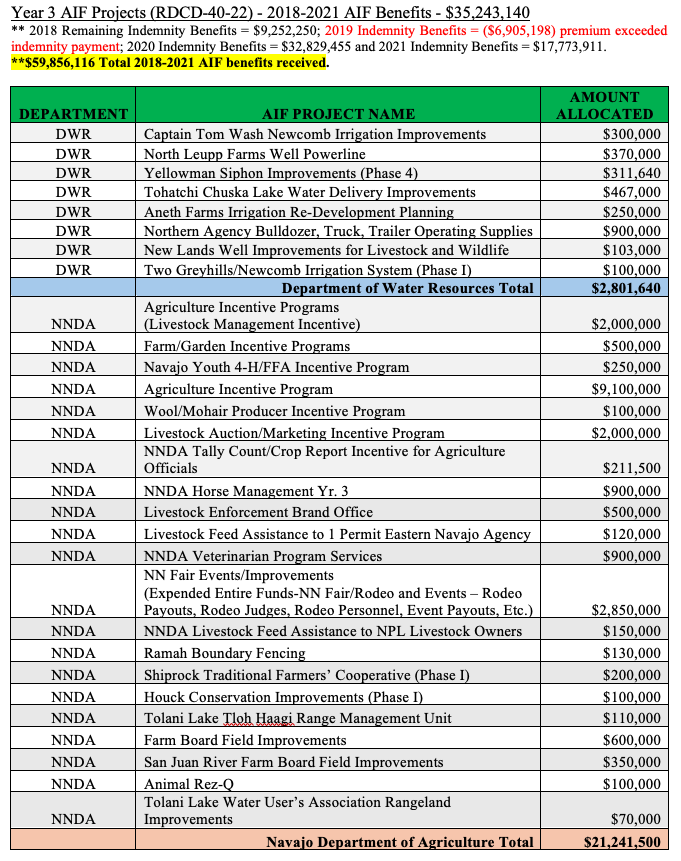 Year 3 AIF Projects (RDCD-40-22) - 2018-2021 AIF Benefits - $35,243,140
** 2018 Remaining Indemnity Benefits = $9,252,250; 2019 Indemnity Benefits = ($6,905,198) premium exceeded
indemnity payment; 2020 Indemnity Benefits = $32,829,455 and 2021 Indemnity Benefits = $17,773,911.
**$59,856,116 Total 2018-2021 AIF benefits received.
DEPARTMENT AIF PROJECT NAME AMOUNT
ALLOCATED
DWR Captain Tom Wash Newcomb Irrigation Improvements $300,000
DWR North Leupp Farms Well Powerline $370,000
DWR Yellowman Siphon Improvements (Phase 4) $311,640
DWR Tohatchi Chuska Lake Water Delivery Improvements $467,000
DWR Aneth Farms Irrigation Re-Development Planning $250,000
DWR Northern Agency Bulldozer, Truck, Trailer Operating Supplies $900,000
DWR New Lands Well Improvements for Livestock and Wildlife $103,000
DWR Two Greyhills/Newcomb Irrigation System (Phase I) $100,000
Department of Water Resources Total $2,801,640
Agriculture Incentive Programs
NNDA (Livestock Management Incentive) $2,000,000
NNDA Farm/Garden Incentive Programs $500,000
NNDA Navajo Youth 4-H/FFA Incentive Program $250,000
NNDA Agriculture Incentive Program $9,100,000
NNDA Wool/Mohair Producer Incentive Program $100,000
NNDA Livestock Auction/Marketing Incentive Program $2,000,000
NNDA Tally Count/Crop Report Incentive for Agriculture
NNDA Officials $211,500
NNDA NNDA Horse Management Yr. 3 $900,000
NNDA Livestock Enforcement Brand Office $500,000
NNDA Livestock Feed Assistance to 1 Permit Eastern Navajo Agency $120,000
NNDA NNDA Veterinarian Program Services $900,000
NN Fair Events/Improvements
(Expended Entire Funds-NN Fair/Rodeo and Events – Rodeo
NNDA Payouts, Rodeo Judges, Rodeo Personnel, Event Payouts, Etc.) $2,850,000
NNDA NNDA Livestock Feed Assistance to NPL Livestock Owners $150,000
NNDA Ramah Boundary Fencing $130,000
NNDA Shiprock Traditional Farmers’ Cooperative (Phase I) $200,000
NNDA Houck Conservation Improvements (Phase I) $100,000
NNDA Tolani Lake Tloh Haagi Range Management Unit $110,000
NNDA Farm Board Field Improvements $600,000
NNDA San Juan River Farm Board Field Improvements $350,000
NNDA Animal Rez-Q $100,000
Tolani Lake Water User’s Association Rangeland
NNDA Improvements $70,000
Navajo Department of Agriculture Total $21,241,500